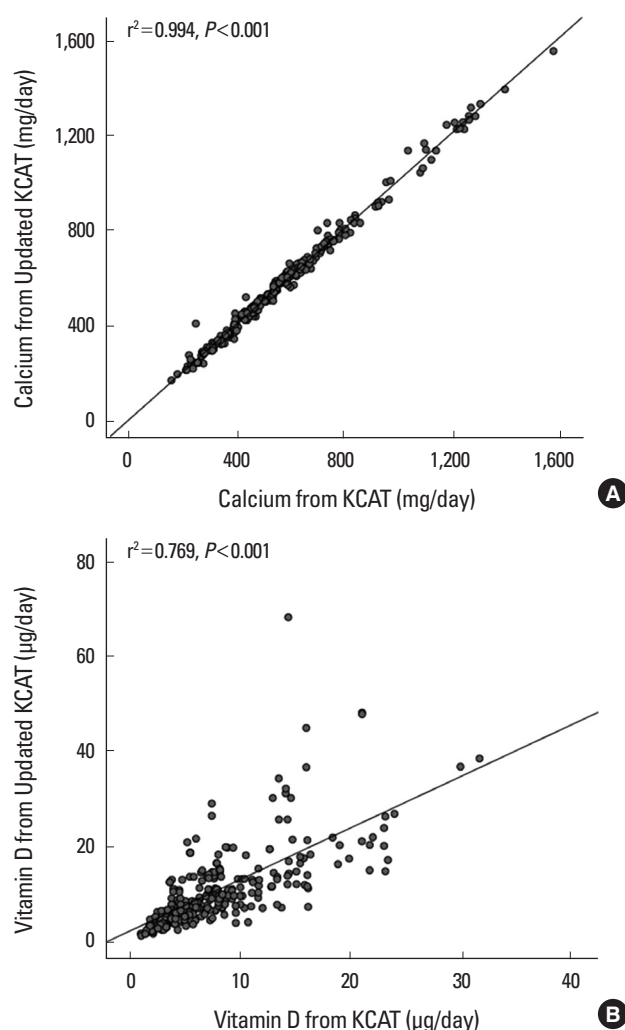 r²=0.994, P<0.001
Calcium from Updated KCAT (mg/day)
1,600
1,200
800
400
0
0 400 800 1,200 1,600
Calcium from KCAT (mg/day)
A
r²=0.769, P<0.001
Vitamin D from Updated KCAT (µg/day)
80
60
40
20
0
0 10 20 30 40
Vitamin D from KCAT (µg/day)
B